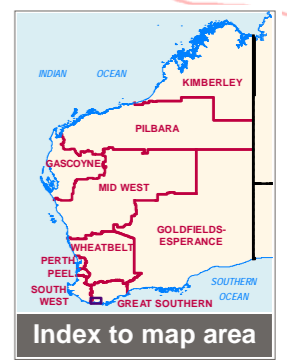 KIMBERLEY
INDIAN OCEAN
PILBARA
GASCOYNE
MID WEST
GOLDFIELDS-
ESPERANCE
WHEATBELT
PERTH
PEEL
SOUTH
WEST
SOUTHERN
OCEAN
GREAT SOUTHERN
Index to map area